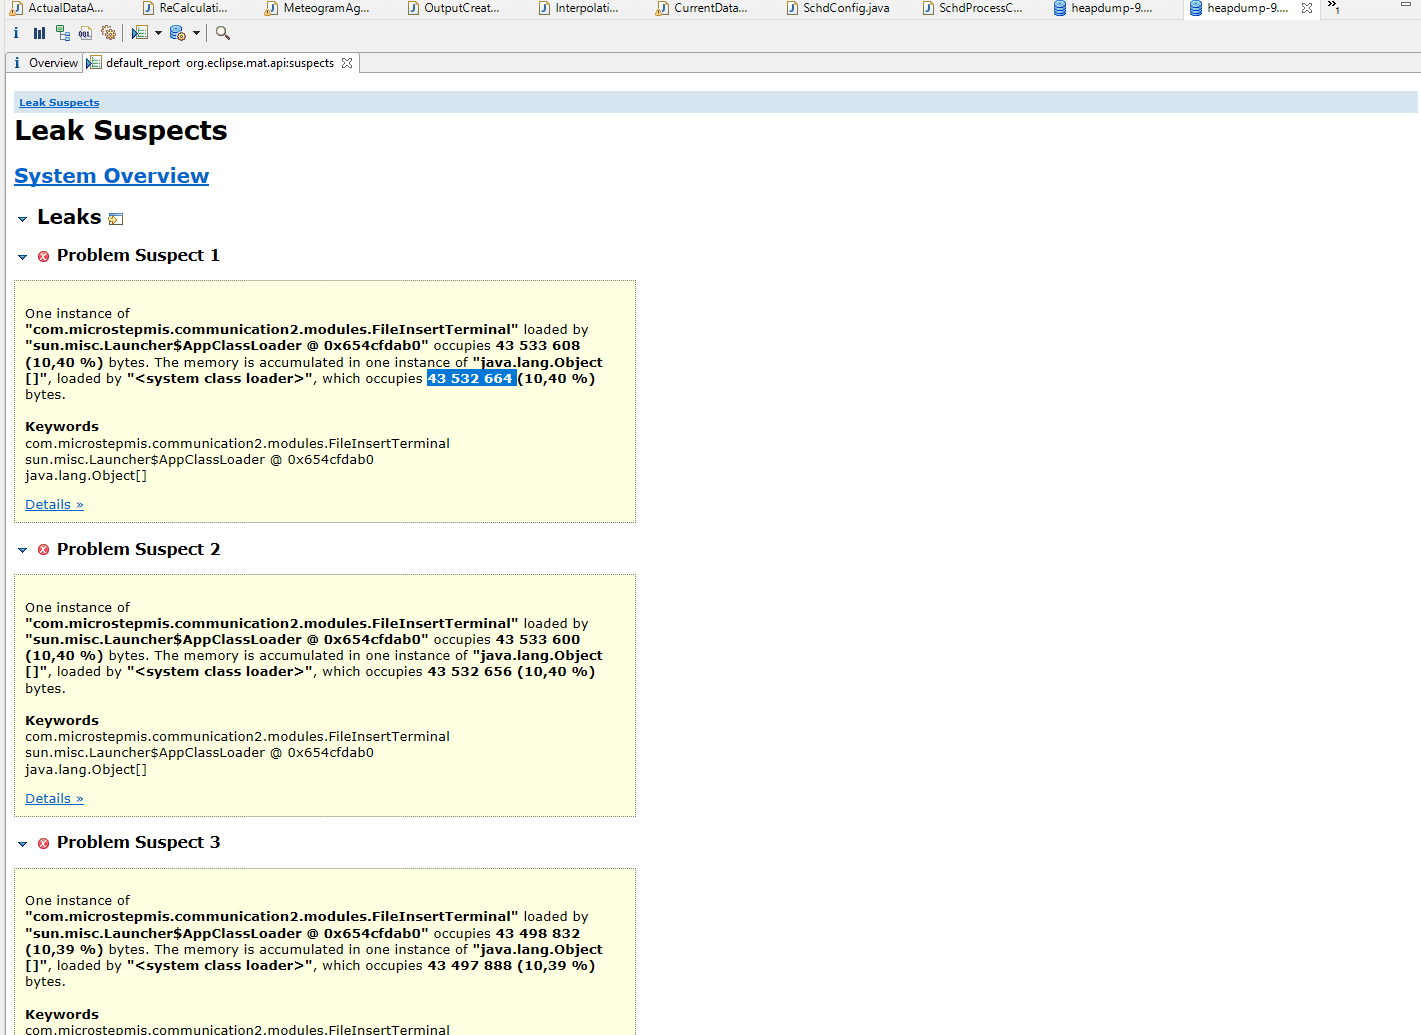 ActualDataA...
ReCalculati...
MeteogramAg...
OutputCreat...
Interpolati...
CurrentData...
SchdConfig.java
SchdProcessC...
heapdump-9....
heapdump-9....
»1
OQL
Overview
default_report org.eclipse.mat.api:suspects
Leak Suspects
Leak Suspects
System Overview
Leaks
Problem Suspect 1
One instance of
"com.microstepmis.communication2.modules.FileInsertTerminal" loaded by
"sun.misc.Launcher$AppClassLoader @ 0x654cfdab0" occupies 43 533 608
(10,40 %) bytes. The memory is accumulated in one instance of "java.lang.Object
[]", loaded by "<system class loader>", which occupies 43 532 664 (10,40 %)
bytes.
Keywords
com.microstepmis.communication2.modules.FileInsertTerminal
sun.misc.Launcher$AppClassLoader @ 0x654cfdab0
java.lang.Object[]
Details »
Problem Suspect 2
One instance of
"com.microstepmis.communication2.modules.FileInsertTerminal" loaded by
"sun.misc.Launcher$AppClassLoader @ 0x654cfdab0" occupies 43 533 600
(10,40 %) bytes. The memory is accumulated in one instance of "java.lang.Object
[]", loaded by "<system class loader>", which occupies 43 532 656 (10,40 %)
bytes.
Keywords
com.microstepmis.communication2.modules.FileInsertTerminal
sun.misc.Launcher$AppClassLoader @ 0x654cfdab0
java.lang.Object[]
Details »
Problem Suspect 3
One instance of
"com.microstepmis.communication2.modules.FileInsertTerminal" loaded by
"sun.misc.Launcher$AppClassLoader @ 0x654cfdab0" occupies 43 498 832
(10,39 %) bytes. The memory is accumulated in one instance of "java.lang.Object
[]", loaded by "<system class loader>", which occupies 43 497 888 (10,39 %)
bytes.
Keywords
com.microstepmis.communication2.modules.FileInsertTerminal